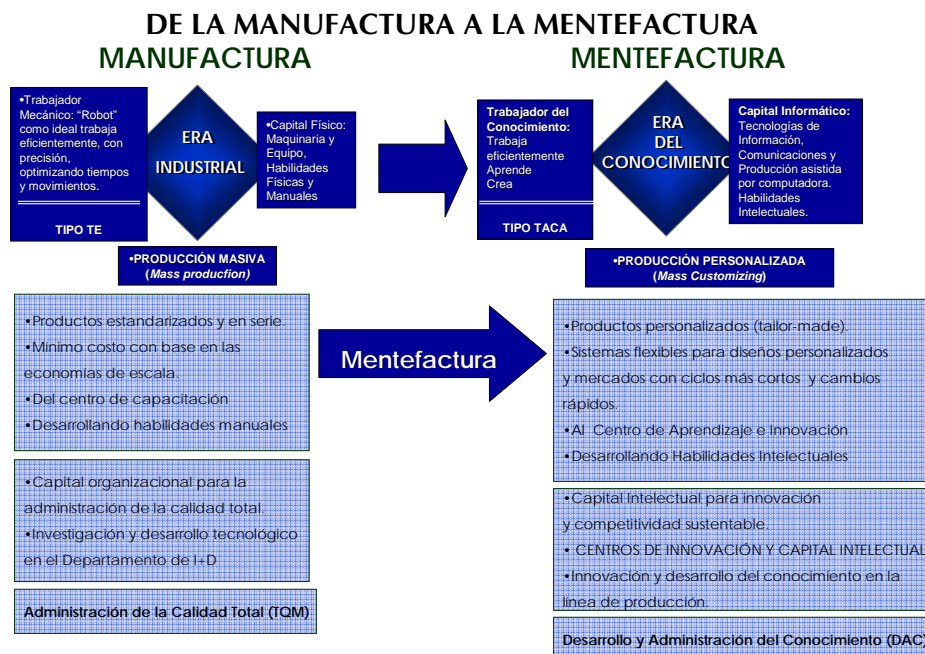 DE LA MANUFACTURA A LA MENTEFACTURA
MANUFACTURA
MENTEFACTURA
•Trabajador
Mecánico: “Robot”
como ideal trabaja
eficientemente, con
precisión,
optimizando tiempos
y movimientos.
TIPO TE
ERA
INDUSTRIAL
•Capital Físico:
Maquinaria y
Equipo,
Habilidades
Físicas y
Manuales
Trabajador del
Conocimiento:
Trabaja
eficientemente
Aprende
Crea
TIPO TACA
ERA
DEL
CONOCIMIENTO
Capital Informático:
Tecnologías de
Información,
Comunicaciones y
Producción asistida
por computadora.
Habilidades
Intelectuales.
•PRODUCCIÓN MASIVA
(Mass production)
•PRODUCCIÓN PERSONALIZADA
(Mass Customizing)
•Productos estandarizados y en serie.
•Mínimo costo con base en las
economías de escala.
•Del centro de capacitación
•Desarrollando habilidades manuales
Mentefactura
•Productos personalizados (tailor-made).
•Sistemas flexibles para diseños personalizados
y mercados con ciclos más cortos y cambios
rápidos.
•Al Centro de Aprendizaje e Innovación
•Desarrollando Habilidades Intelectuales
•Capital organizacional para la
administración de la calidad total.
•Investigación y desarrollo tecnológico
en el Departamento de I+D
•Capital Intelectual para innovación
y competitividad sustentable.
• CENTROS DE INNOVACIÓN Y CAPITAL INTELECTUAL
•Innovación y desarrollo del conocimiento en la
línea de producción.
Administración de la Calidad Total (TQM)
Desarrollo y Administración del Conocimiento (DAC)